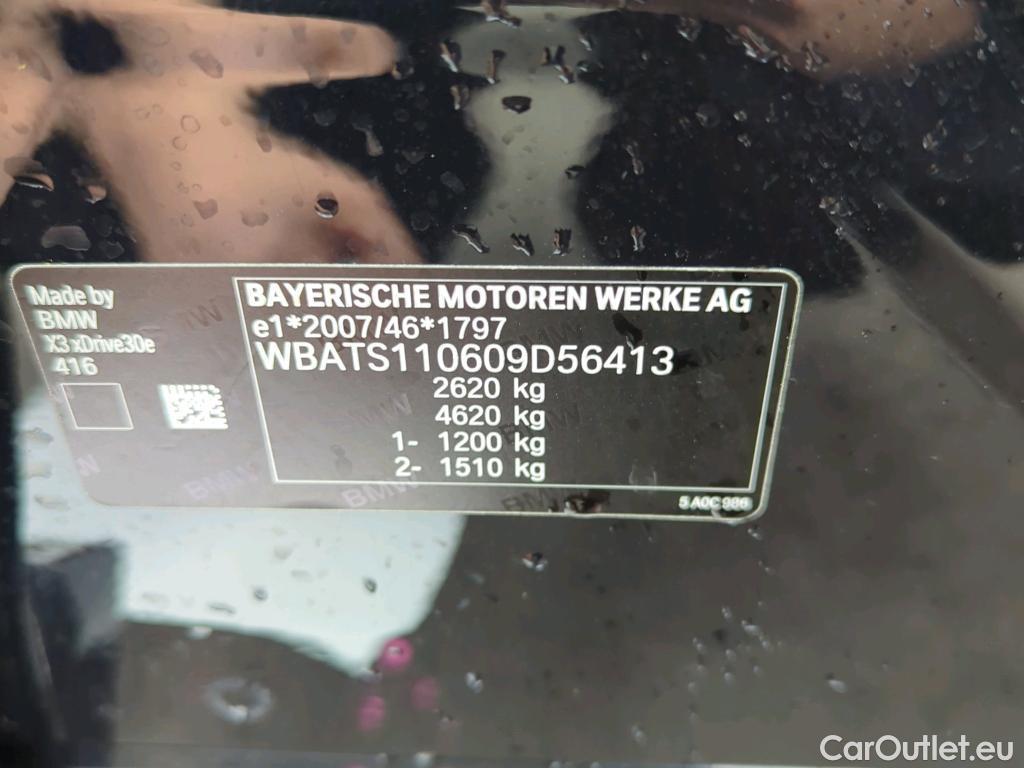 Made by
BMW
X3 xDrive30e
416
BAYERISCHE MOTOREN WERKE AG
e1*2007/46*1797
WBATS110609D56413
2620 kg
4620 kg
1- 1200 kg
2- 1510 kg
5 A0C 986
CarOutlet.eu